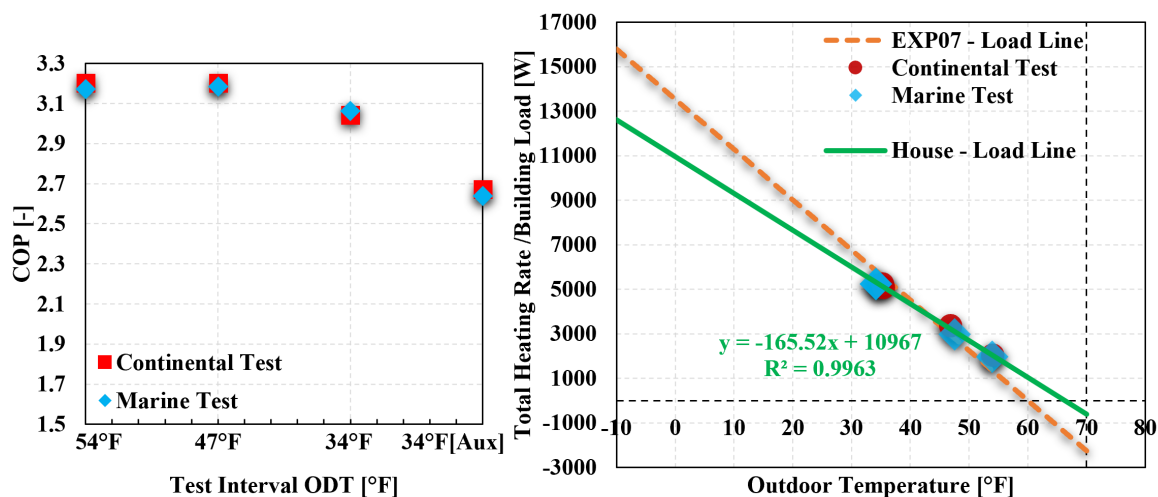 3.3
3.1
2.9
2.7
2.5
2.3
2.1
1.9
1.7
1.5
COP [-]
Continental Test
Marine Test
54°F
47°F
34°F
34°F[Aux]
Test Interval ODT [°F]
17000
15000
13000
11000
9000
7000
5000
3000
1000
-1000
-3000
Total Heating Rate /Building Load [W]
EXP07 - Load Line
Continental Test
Marine Test
House - Load Line
y = -165.52x + 10967
R² = 0.9963
-10
0
10
20
30
40
50
60
70
80
Outdoor Temperature [°F]